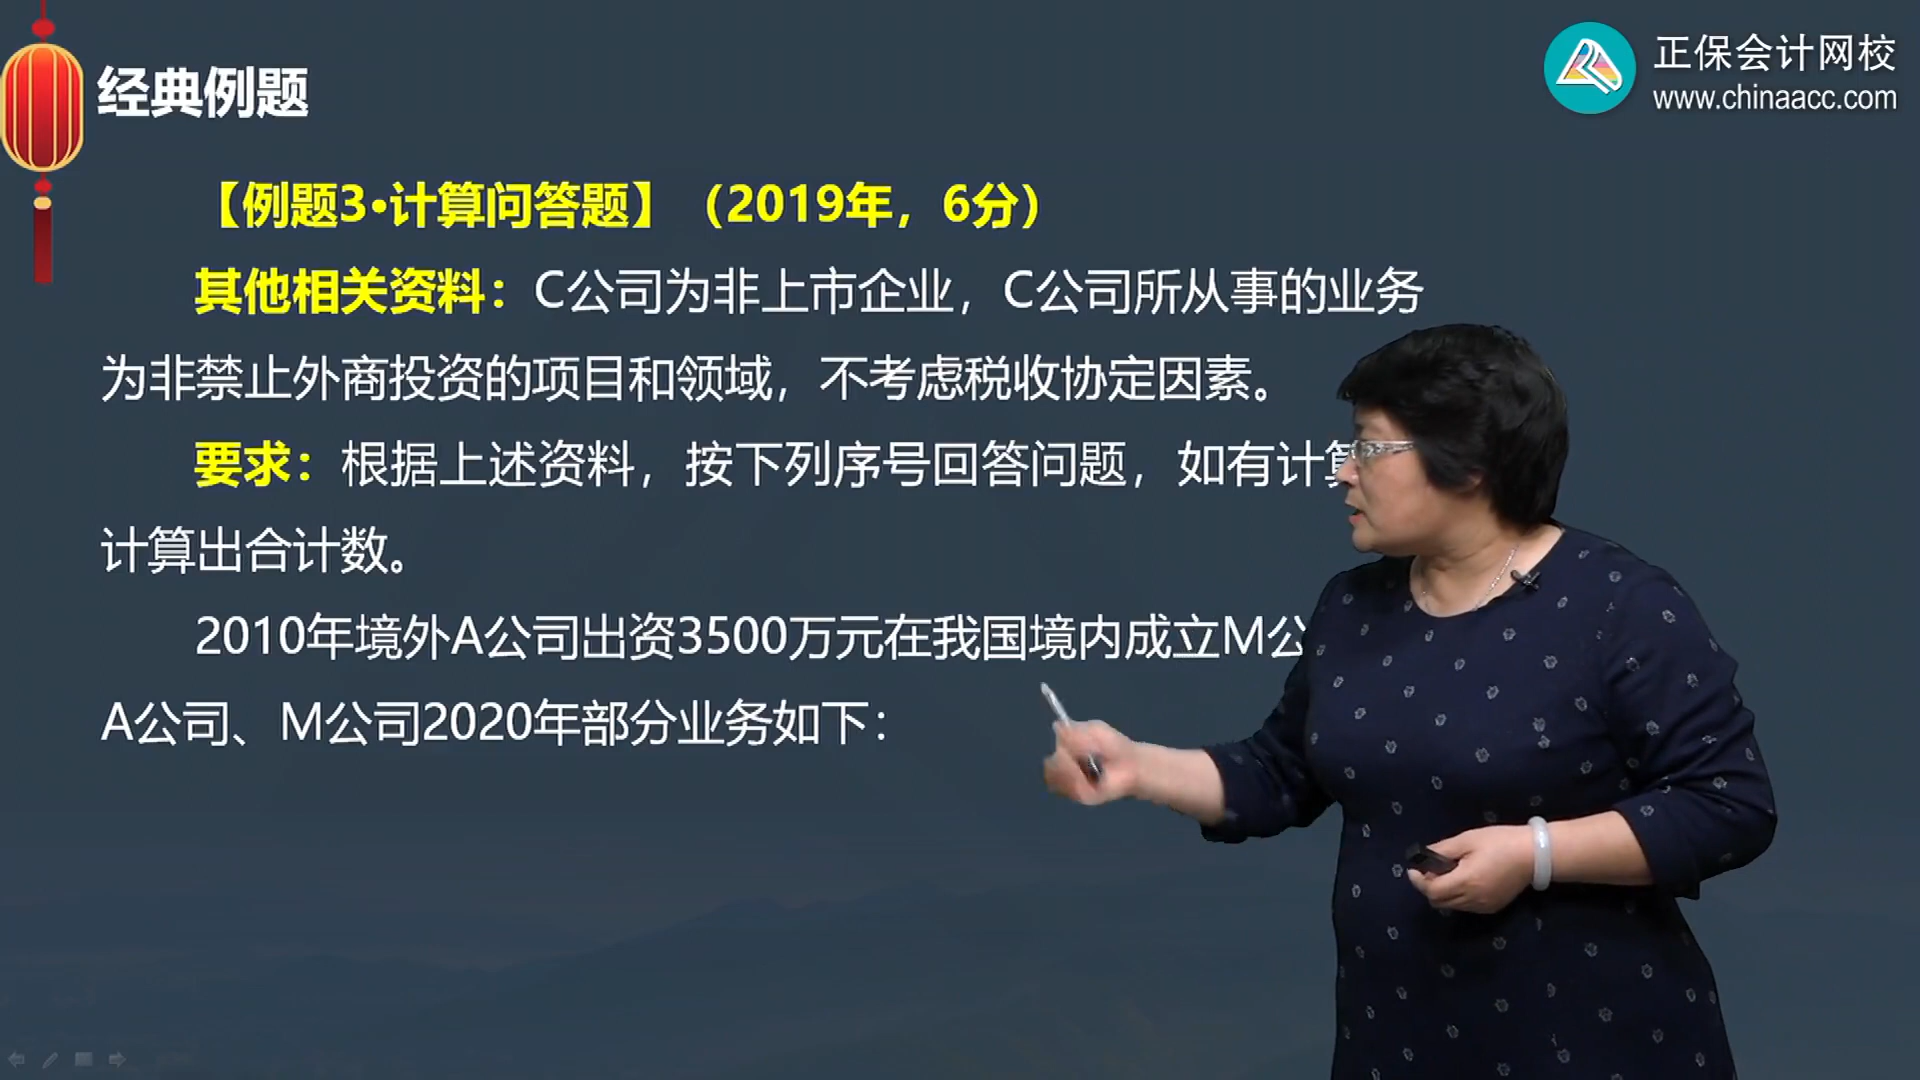 经典例题
正保会计网校
www.chinaacc.com
【例题3•计算问答题】（2019年，6分）
其他相关资料：C公司为非上市企业，C公司所从事的业务
为非禁止外商投资的项目和领域，不考虑税收协定因素。
要求：根据上述资料，按下列序号回答问题，如有计算
计算出合计数。
2010年境外A公司出资3500万元在我国境内成立M公
A公司、M公司2020年部分业务如下：